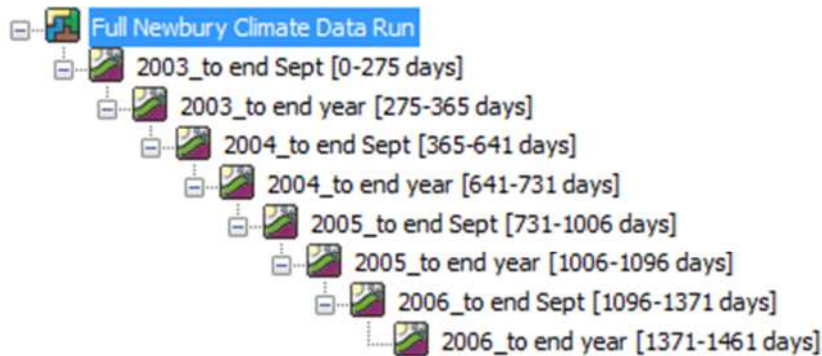 Full Newbury Climate Data Run
2003_to end Sept [0-275 days]
2003_to end year [275-365 days]
2004_to end Sept [365-641 days]
2004_to end year [641-731 days]
2005_to end Sept [731-1006 days]
2005_to end year [1006-1096 days]
2006_to end Sept [1096-1371 days]
2006_to end year [1371-1461 days]